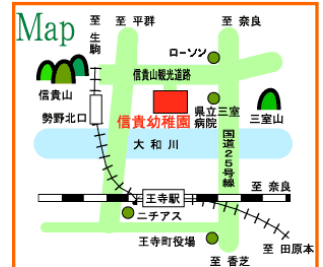 Map
至 生駒
至 平群
至 奈良
ローソン
信貴山観光道路
信貴山
勢野北口
信貴幼稚園
県立三室
病院
三室山
国道25号線
大和川
至 奈良
王寺駅
ニチアス
王寺町役場
至 田原本
至 香芝